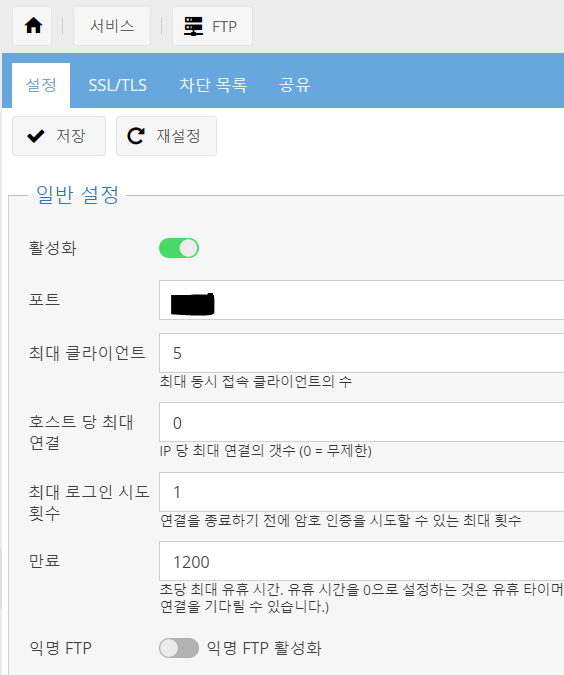 서비스 FTP
설정 SSL/TLS 차단 목록 공유
저장 재설정
일반 설정
활성화
포트
최대 클라이언트 5
최대 동시 접속 클라이언트의 수
호스트 당 최대 연결 0
IP 당 최대 연결의 갯수 (0 = 무제한)
최대 로그인 시도 횟수 1
연결을 종료하기 전에 암호 인증을 시도할 수 있는 최대 횟수
만료 1200
초당 최대 유휴 시간. 유휴 시간을 0으로 설정하는 것은 유휴 타이머
연결을 기다릴 수 있습니다.)
익명 FTP 익명 FTP 활성화